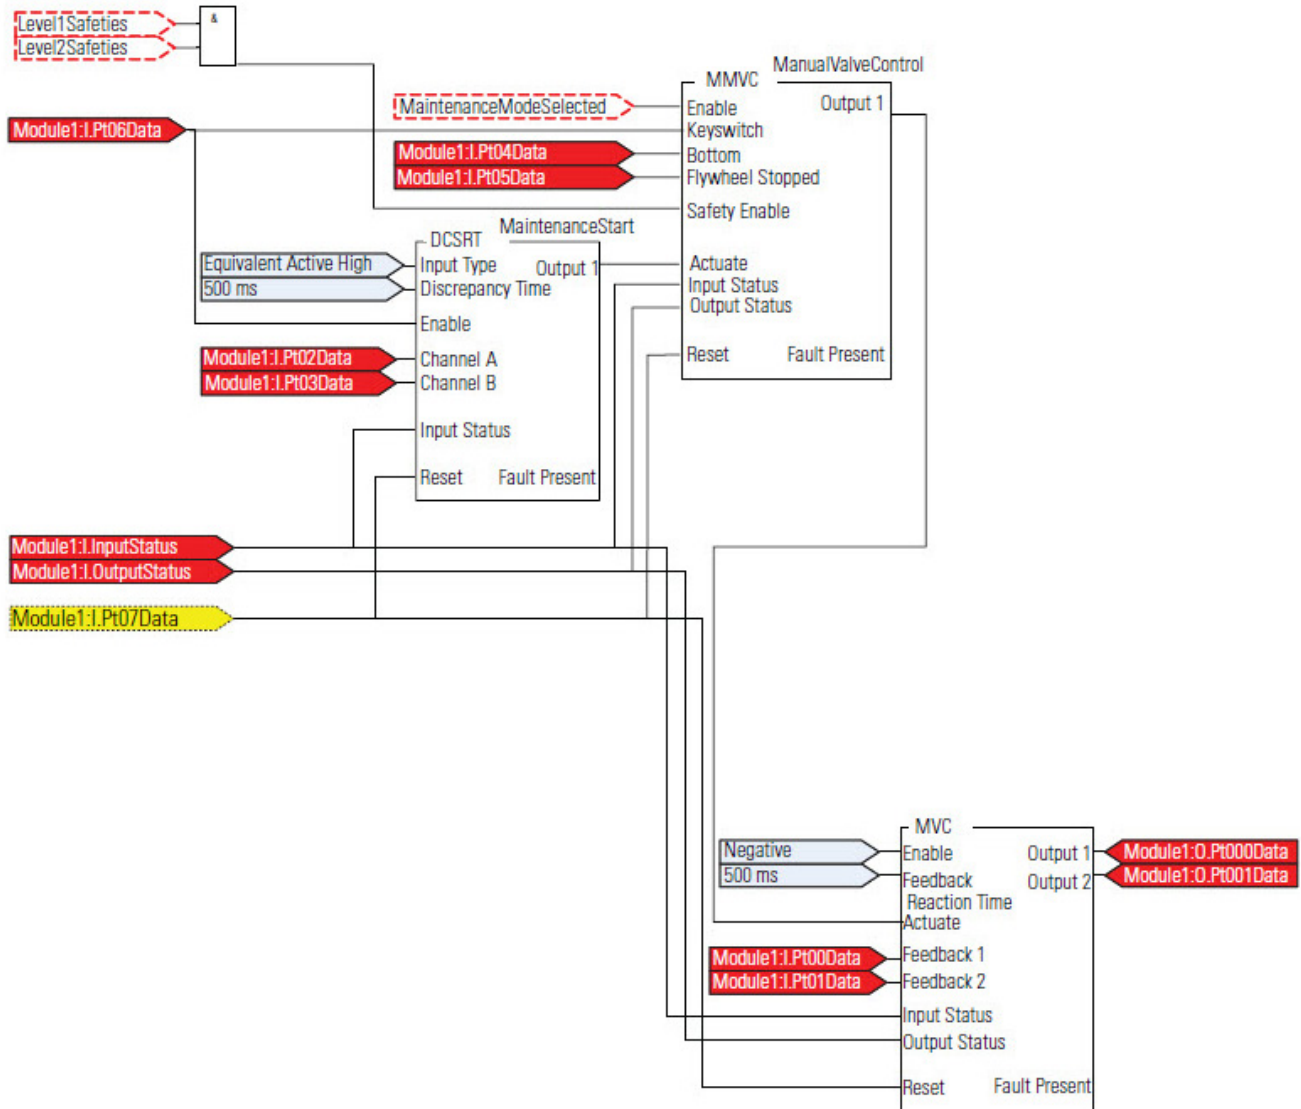 Level1Safeties
&
Level2Safeties
ManualValveControl
MMVC
MaintenanceModeSelected
Enable
Output 1
Module1:I.Pt06Data
Keyswitch
Module1:I.Pt04Data
Bottom
Module1:I.Pt05Data
Flywheel Stopped
Safety Enable
MaintenanceStart
DCSRT
Equivalent Active High
Input Type
Output 1
Actuate
500 ms
Discrepancy Time
Input Status
Output Status
Enable
Module1:I.Pt02Data
Channel A
Reset
Fault Present
Module1:I.Pt03Data
Channel B
Input Status
Reset
Fault Present
Module1:I.InputStatus
Module1:I.OutputStatus
Module1:I.Pt07Data
MVC
Negative
Enable
Output 1
Module1:O.Pt000Data
500 ms
Feedback
Output 2
Module1:O.Pt001Data
Reaction Time
Actuate
Module1:I.Pt00Data
Feedback 1
Module1:I.Pt01Data
Feedback 2
Input Status
Output Status
Reset
Fault Present